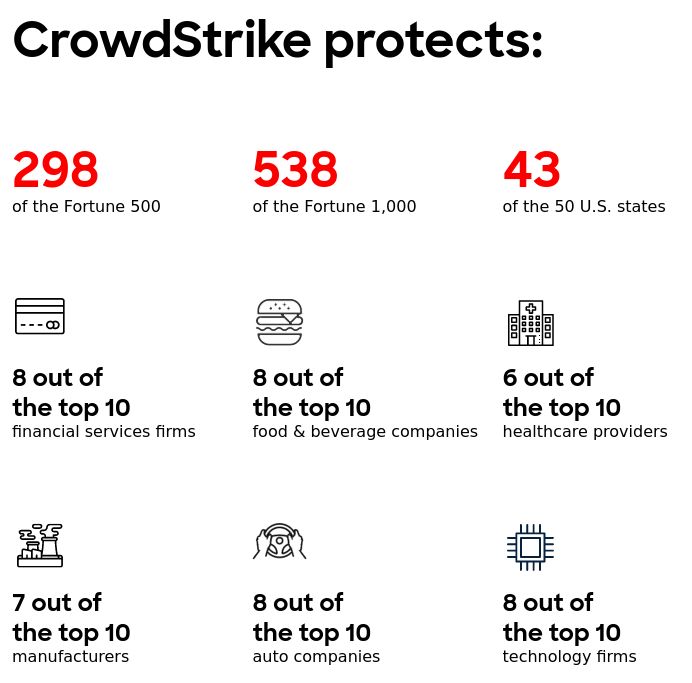 CrowdStrike protects:
298
of the Fortune 500
538
of the Fortune 1,000
43
of the 50 U.S. states
8 out of
the top 10
financial services firms
8 out of
the top 10
food & beverage companies
6 out of
the top 10
healthcare providers
7 out of
the top 10
manufacturers
8 out of
the top 10
auto companies
8 out of
the top 10
technology firms